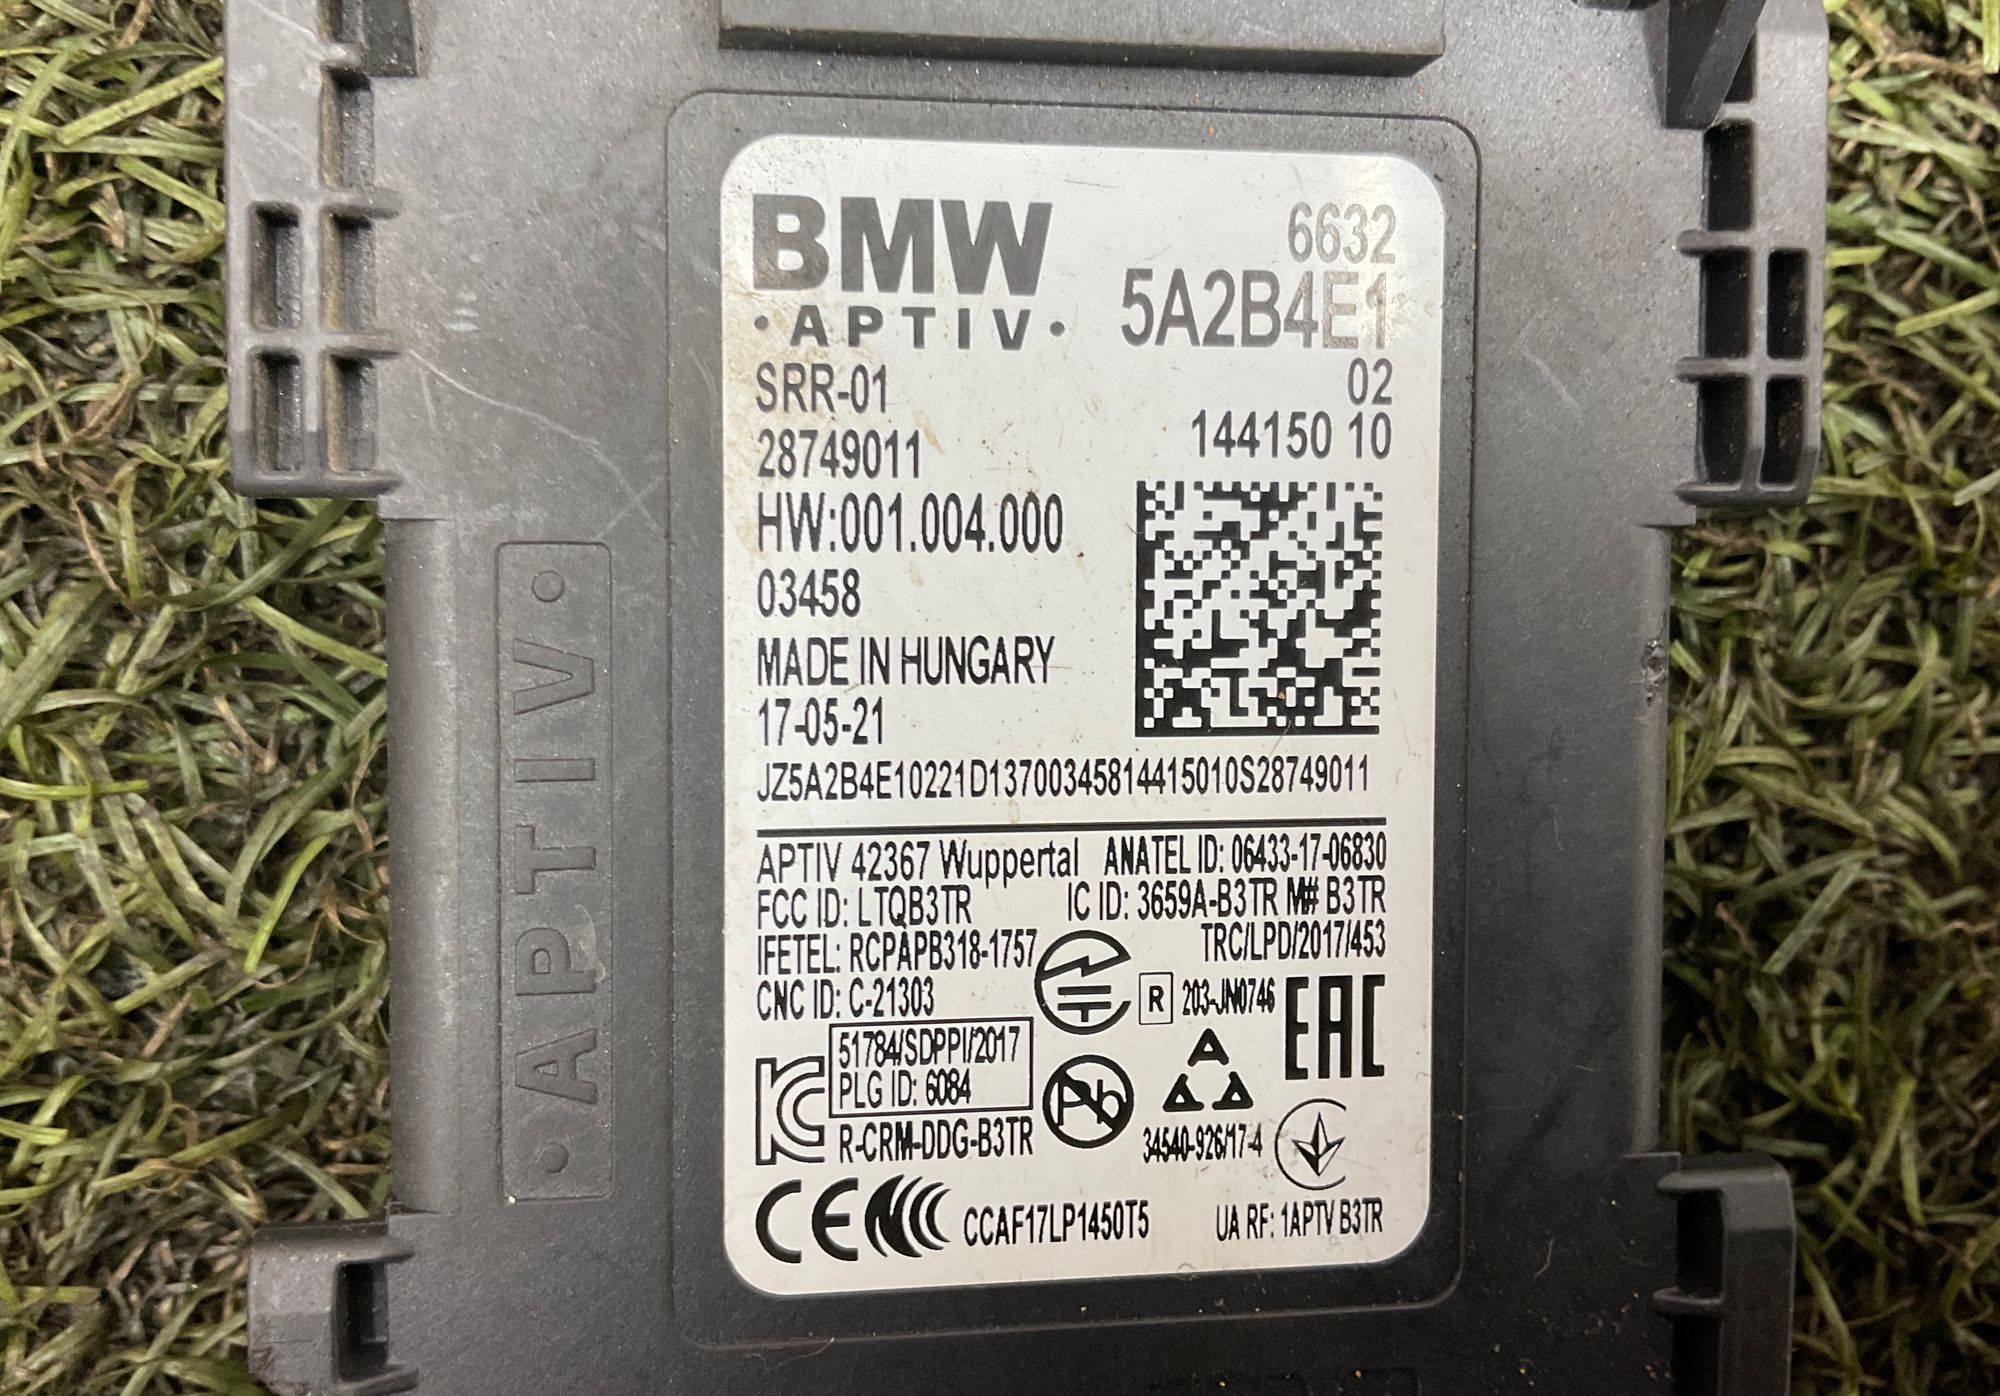 BMW 6632
· APTIV · 5A2B4E1
SRR-01 02
28749011 144150 10
HW:001.004.000
03458
MADE IN HUNGARY
17-05-21
JZ5A2B4E10221D13700345814415010S28749011
APTIV 42367 Wuppertal ANATEL ID: 06433-17-06830
FCC ID: LTQB3TR IC ID: 3659A-B3TR M# B3TR
IFETEL: RCPAPB318-1757 TRC/LPD/2017/453
CNC ID: C-21303 R 203-JN0746 EAC
51784/SDPPI/2017
PLG ID: 6084 Pb
R-CRM-DDG-B3TR 34540-926/17-4
CE CCAF17LP1450T5 UA RF: 1APTV B3TR
· APTIV ·